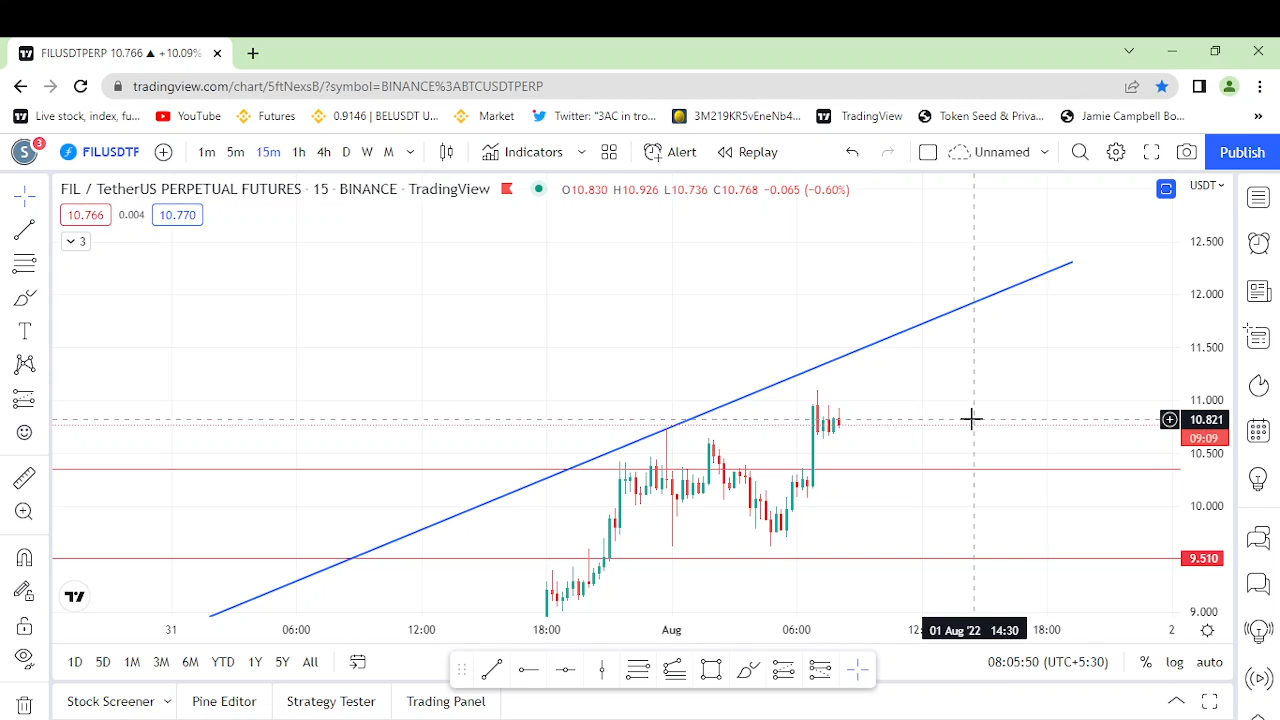 FILUSDTPERP 10.766 ▲ +10.09%
tradingview.com/chart/5ftNexsB/?symbol=BINANCE%3ABTCUSDTPERP
Live stock, index, fu... YouTube Futures 0.9146 | BELUSDT U... Market Twitter: "3AC in tro... 3M219KR5vEneNb4... TradingView Token Seed & Priva... Jamie Campbell Bo... »
S 3 FILUSDTF 1m 5m 15m 1h 4h D W M Indicators Alert Replay Unnamed Publish
FIL / TetherUS PERPETUAL FUTURES · 15 · BINANCE · TradingView O10.830 H10.926 L10.736 C10.768 −0.065 (−0.60%) USDT
10.766 0.004 10.770
3
12.500
12.000
11.500
11.000
10.821
09:09
10.500
10.000
9.510
9.000
31 06:00 12:00 18:00 Aug 06:00 12: 01 Aug '22 14:30 18:00 2
1D 5D 1M 3M 6M YTD 1Y 5Y All 08:05:50 (UTC+5:30) % log auto
Stock Screener Pine Editor Strategy Tester Trading Panel